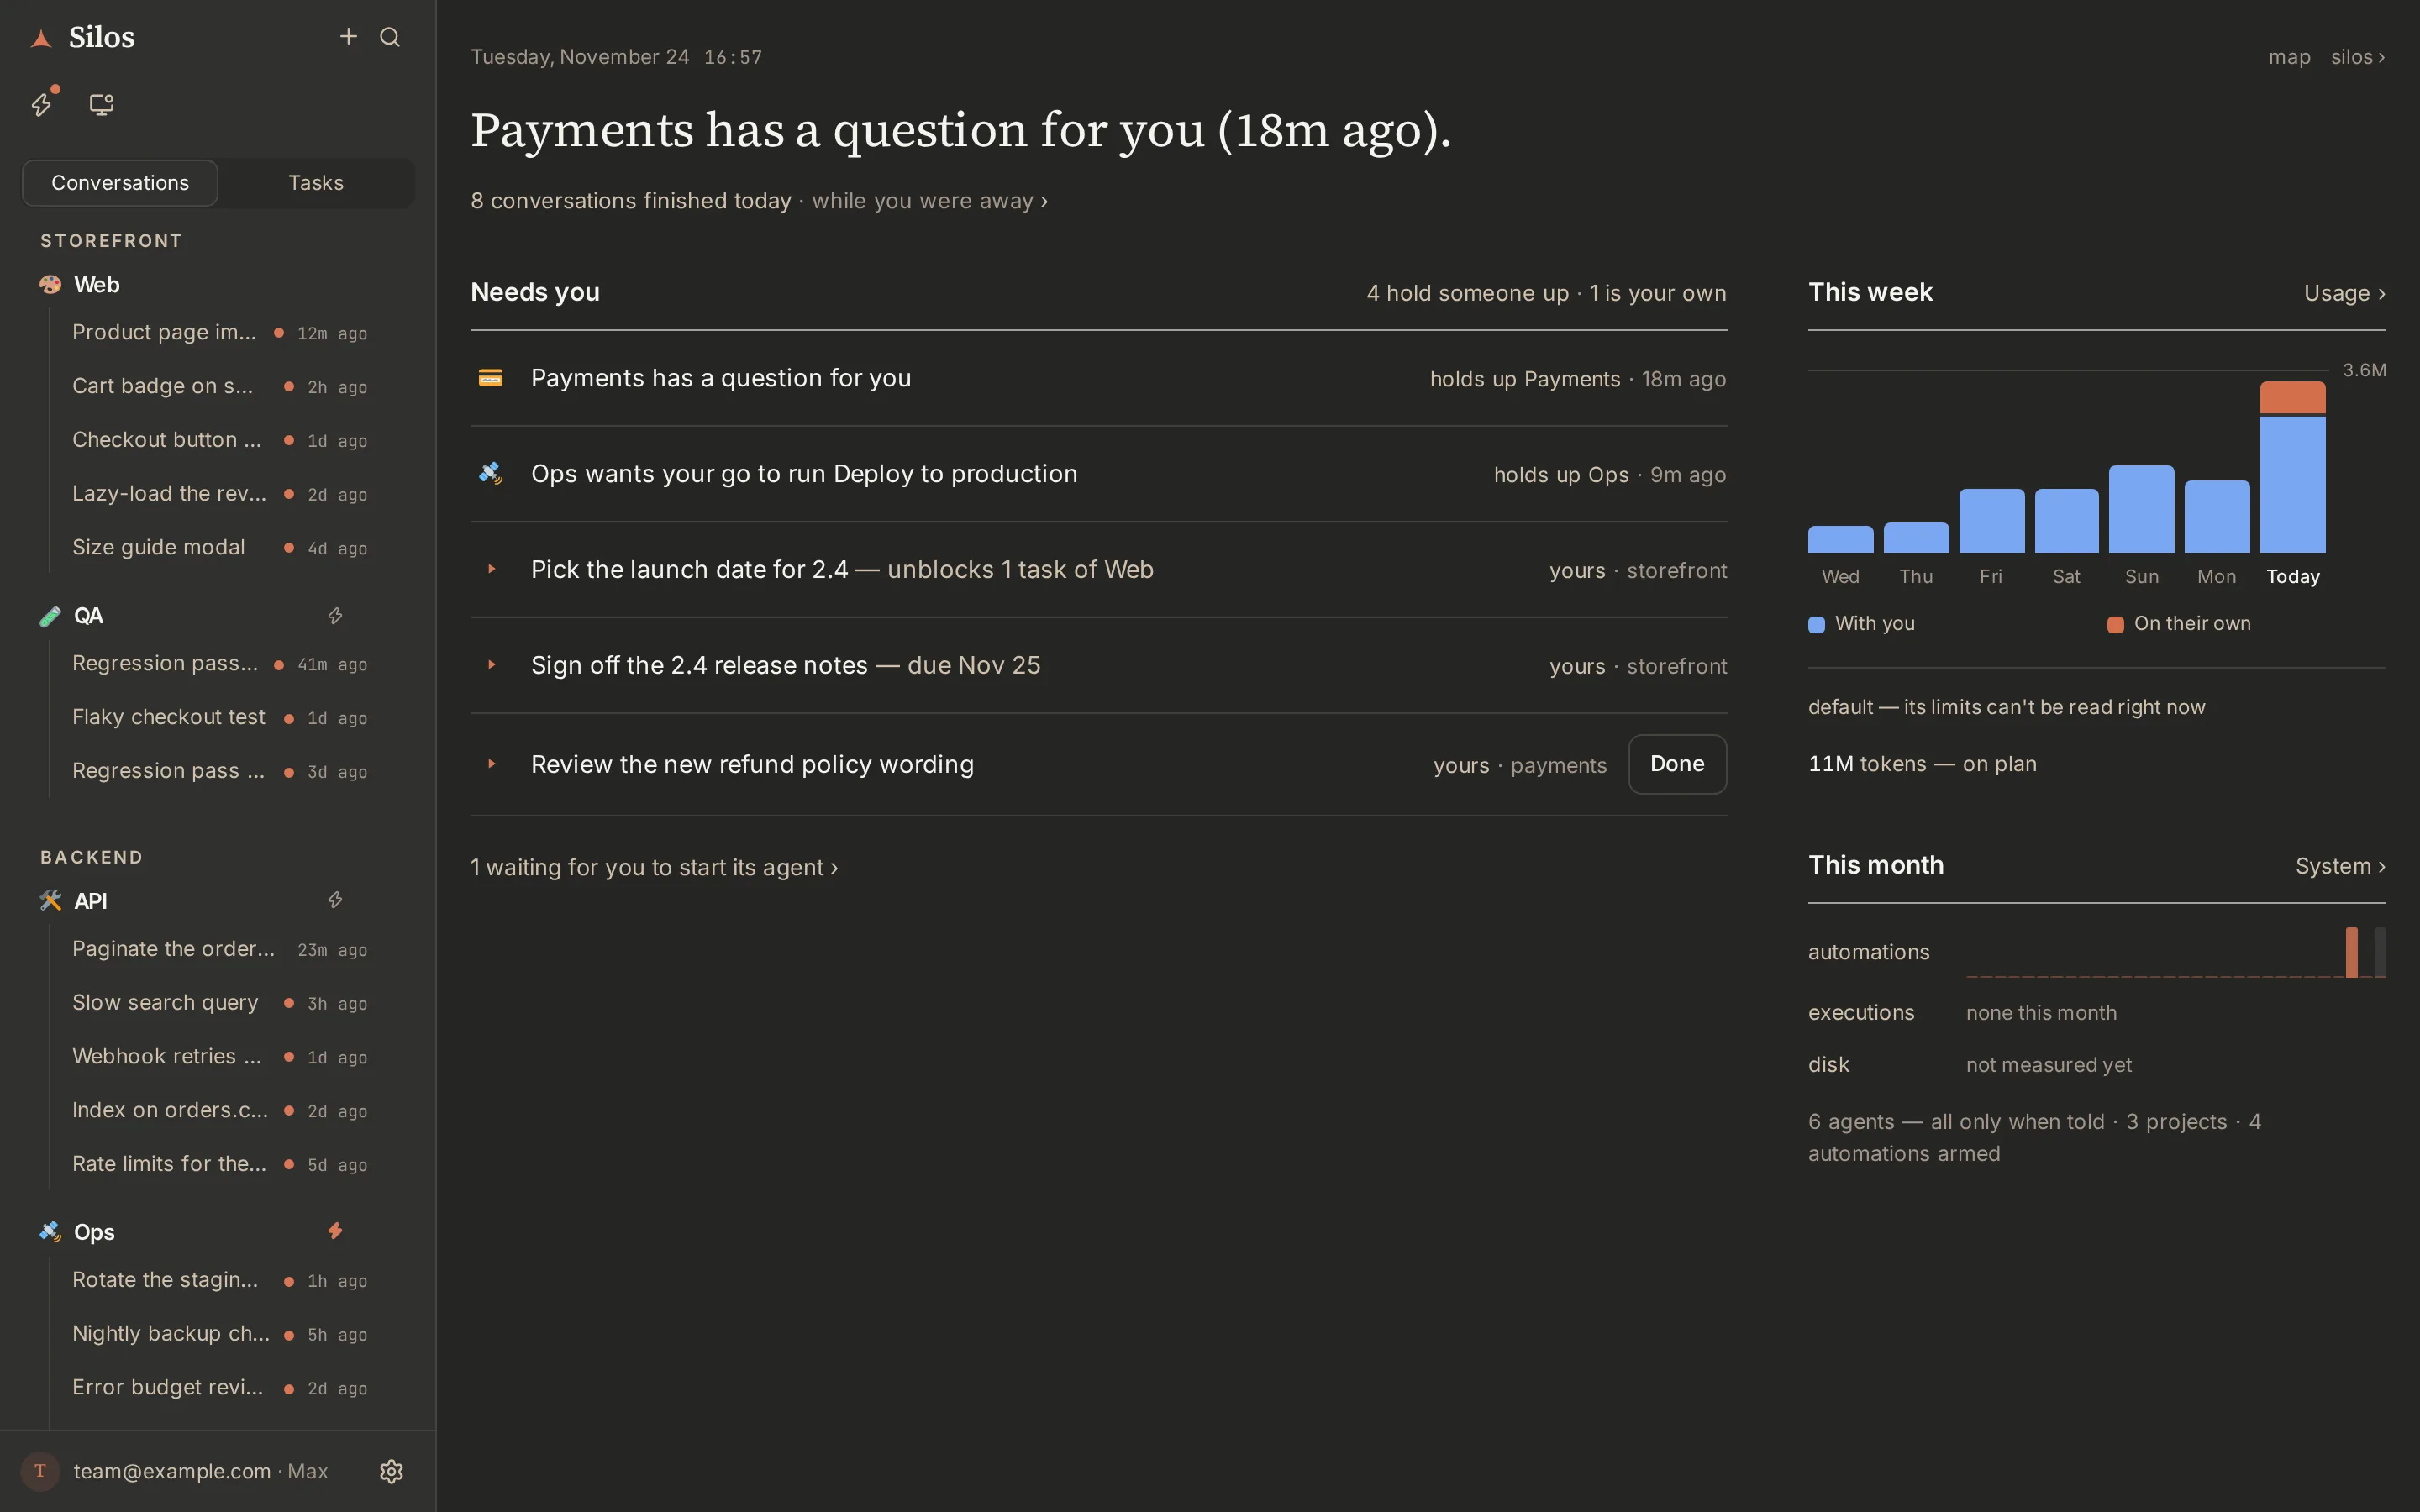 Silos
Conversations
Tasks
STOREFRONT
Web
Product page im... 12m ago
Cart badge on s... 2h ago
Checkout button ... 1d ago
Lazy-load the rev... 2d ago
Size guide modal 4d ago
QA
Regression pass... 41m ago
Flaky checkout test 1d ago
Regression pass ... 3d ago
BACKEND
API
Paginate the order... 23m ago
Slow search query 3h ago
Webhook retries ... 1d ago
Index on orders.c... 2d ago
Rate limits for the... 5d ago
Ops
Rotate the stagin... 1h ago
Nightly backup ch... 5h ago
Error budget revi... 2d ago
T team@example.com · Max
Tuesday, November 24 16:57
map silos ›
Payments has a question for you (18m ago).
8 conversations finished today · while you were away ›
Needs you 4 hold someone up · 1 is your own
Payments has a question for you holds up Payments · 18m ago
Ops wants your go to run Deploy to production holds up Ops · 9m ago
Pick the launch date for 2.4 — unblocks 1 task of Web yours · storefront
Sign off the 2.4 release notes — due Nov 25 yours · storefront
Review the new refund policy wording yours · payments Done
1 waiting for you to start its agent ›
This week Usage ›
3.6M
Wed Thu Fri Sat Sun Mon Today
With you On their own
default — its limits can't be read right now
11M tokens — on plan
This month System ›
automations
executions none this month
disk not measured yet
6 agents — all only when told · 3 projects · 4
automations armed